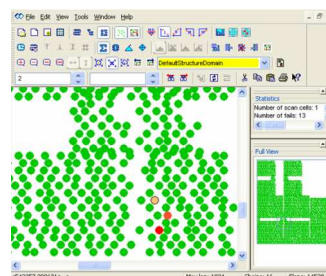 File Edit View Tools Window Help
DefaultStructureDomain
2
Statistics
Number of scan cells: 1
Number of fails: 13
Full View